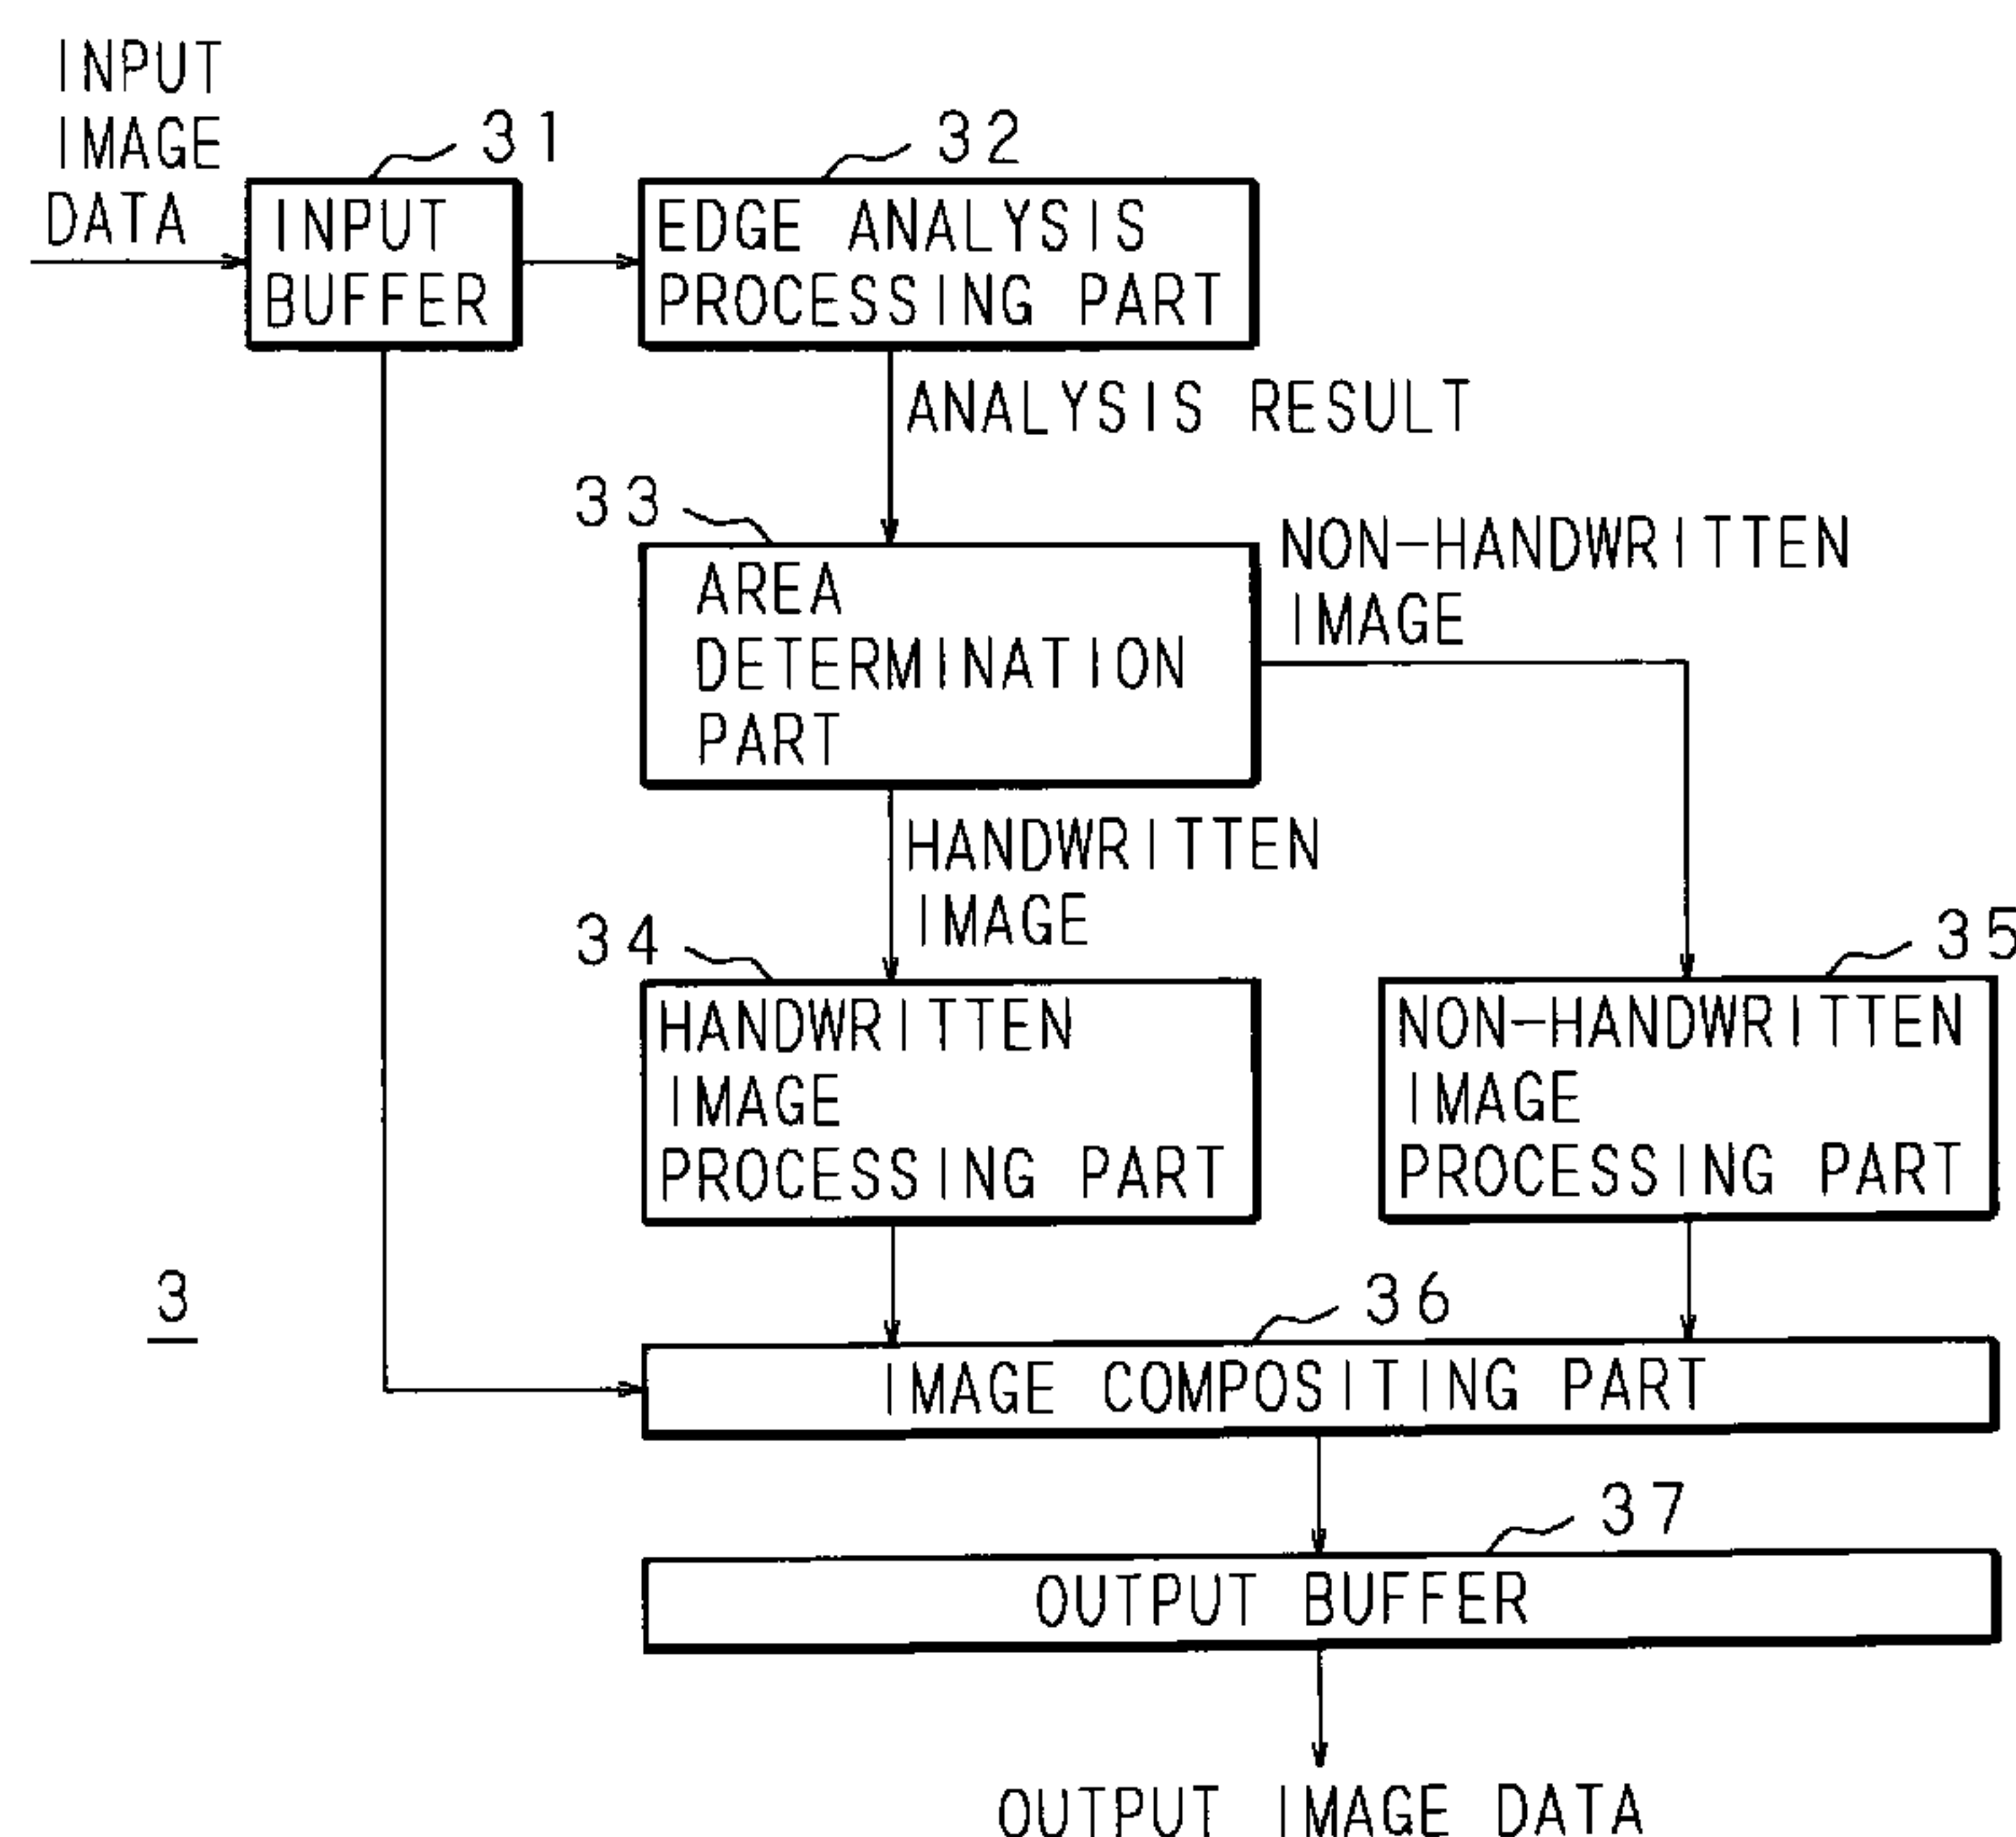 INPUT
IMAGE
DATA
31
INPUT
BUFFER
32
EDGE ANALYSIS
PROCESSING PART
ANALYSIS RESULT
33
AREA
DETERMINATION
PART
NON-HANDWRITTEN
IMAGE
HANDWRITTEN
IMAGE
34
HANDWRITTEN
IMAGE
PROCESSING PART
35
NON-HANDWRITTEN
IMAGE
PROCESSING PART
3
36
IMAGE COMPOSITING PART
37
OUTPUT BUFFER
OUTPUT IMAGE DATA